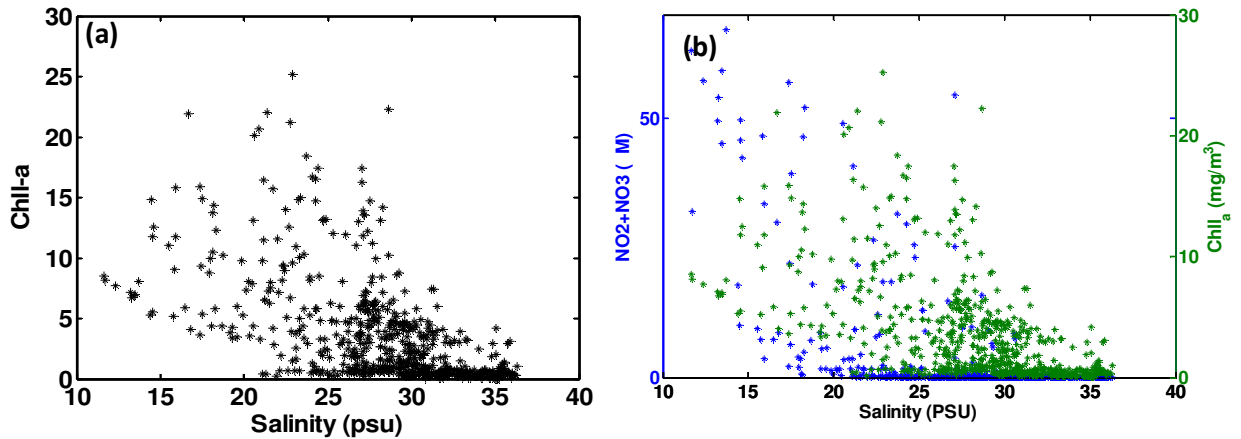 (a)
30
25
20
15
10
5
0
Chll-a
10 15 20 25 30 35 40
Salinity (psu)
(b)
50
0
NO2+NO3 ( M)
30
20
10
0
Chll_a (mg/m³)
10 15 20 25 30 35 40
Salinity (PSU)